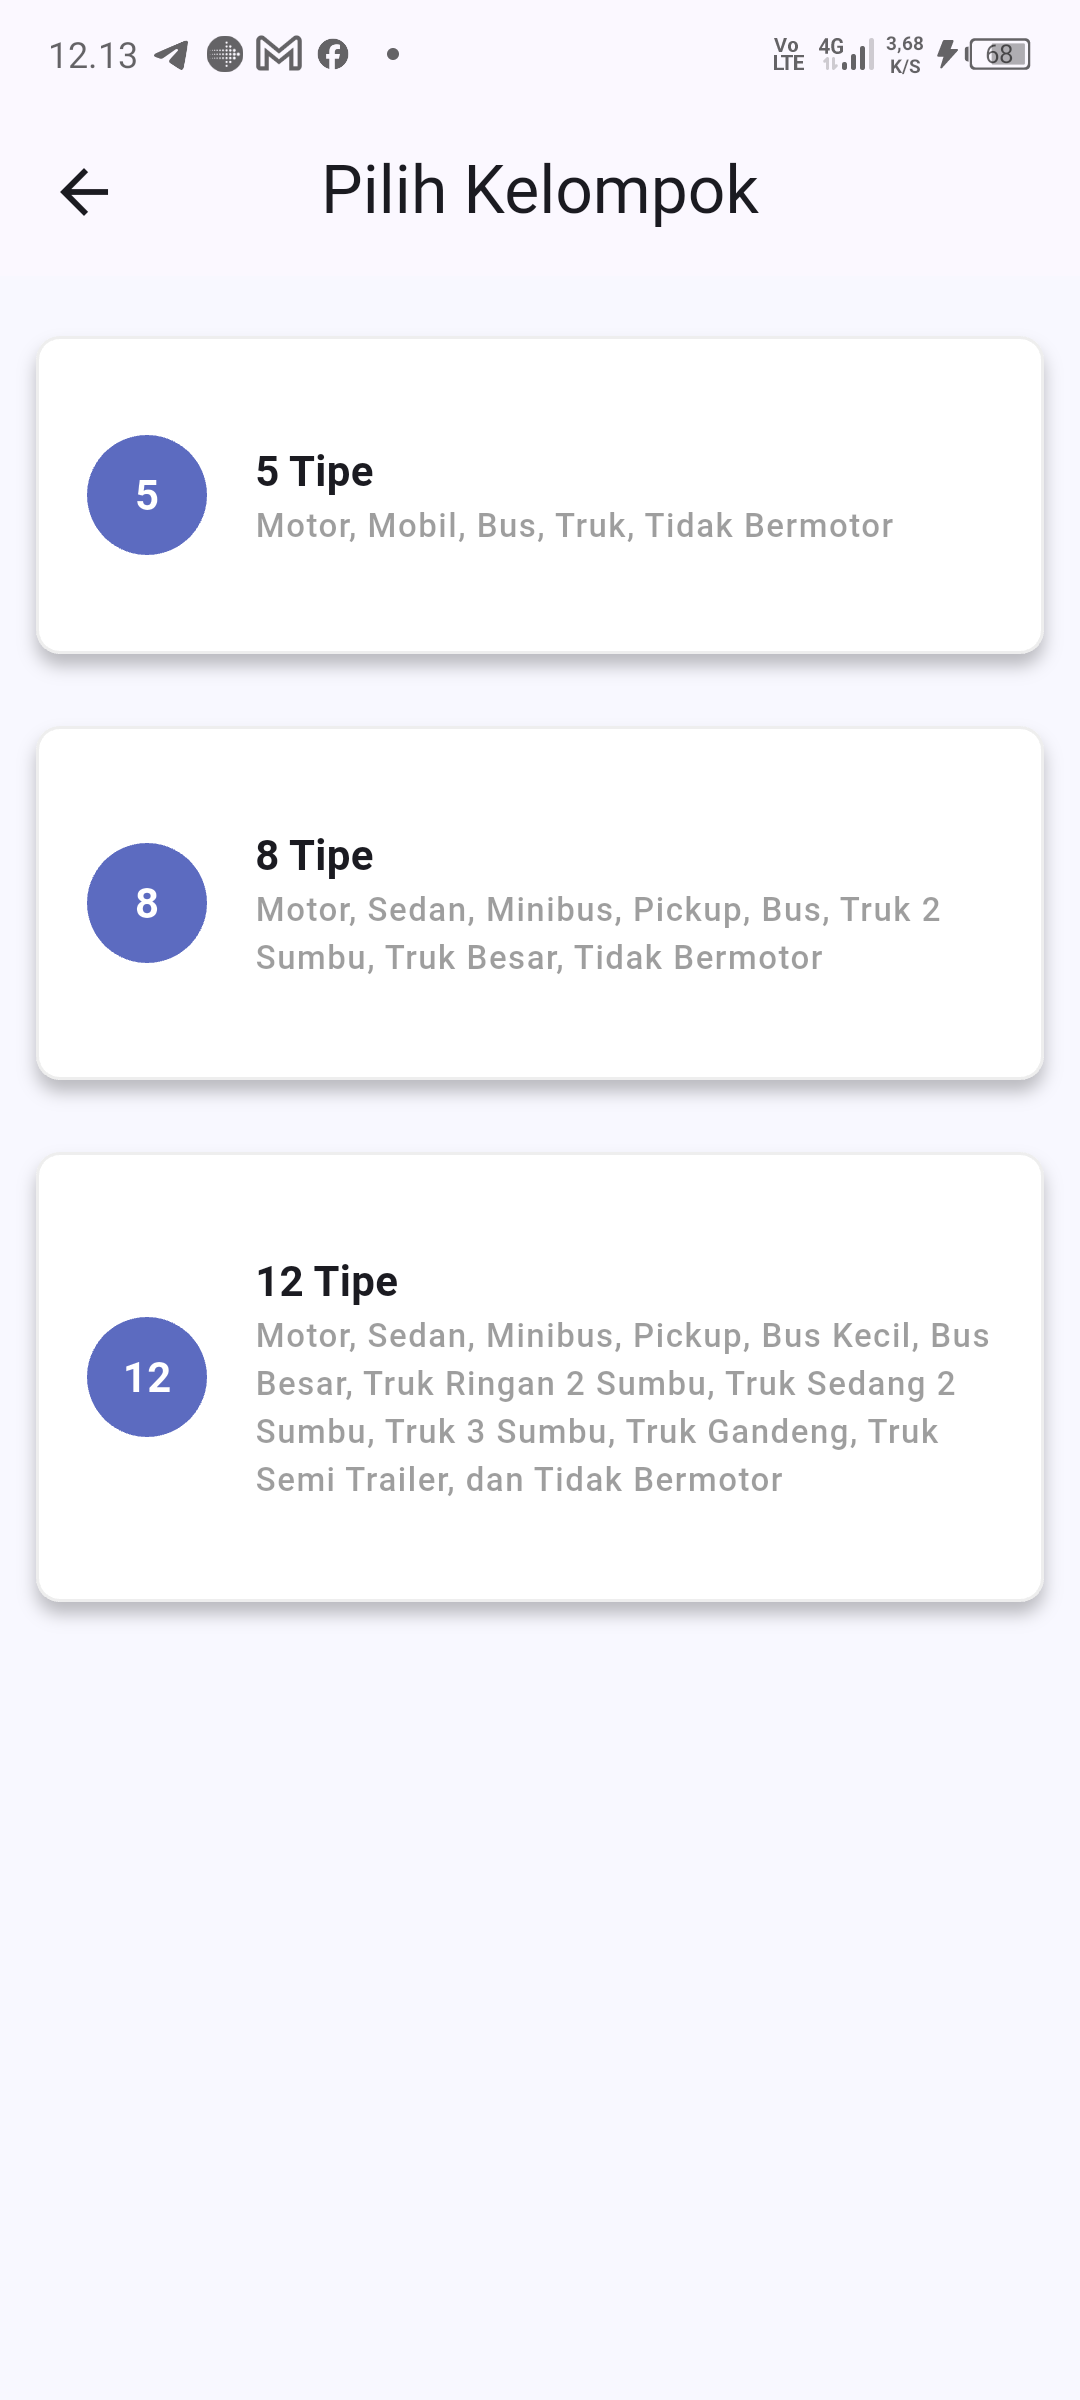 12.13
Vo
LTE
4G
3,68
K/S
68
Pilih Kelompok
5
5 Tipe
Motor, Mobil, Bus, Truk, Tidak Bermotor
8
8 Tipe
Motor, Sedan, Minibus, Pickup, Bus, Truk 2
Sumbu, Truk Besar, Tidak Bermotor
12
12 Tipe
Motor, Sedan, Minibus, Pickup, Bus Kecil, Bus
Besar, Truk Ringan 2 Sumbu, Truk Sedang 2
Sumbu, Truk 3 Sumbu, Truk Gandeng, Truk
Semi Trailer, dan Tidak Bermotor